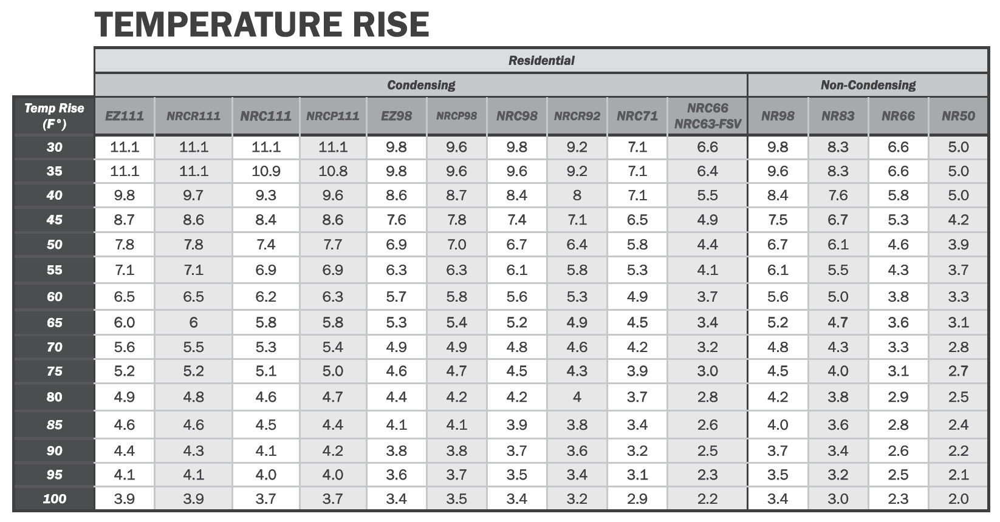 TEMPERATURE RISE
Residential
Condensing Non-Condensing
Temp Rise (F°) EZ111 NRCR111 NRC111 NRCP111 EZ98 NRCP98 NRC98 NRCR92 NRC71 NRC66 NRC63-FSV NR98 NR83 NR66 NR50
30 11.1 11.1 11.1 11.1 9.8 9.6 9.8 9.2 7.1 6.6 9.8 8.3 6.6 5.0
35 11.1 11.1 10.9 10.8 9.8 9.6 9.6 9.2 7.1 6.4 9.6 8.3 6.6 5.0
40 9.8 9.7 9.3 9.6 8.6 8.7 8.4 8 7.1 5.5 8.4 7.6 5.8 5.0
45 8.7 8.6 8.4 8.6 7.6 7.8 7.4 7.1 6.5 4.9 7.5 6.7 5.3 4.2
50 7.8 7.8 7.4 7.7 6.9 7.0 6.7 6.4 5.8 4.4 6.7 6.1 4.6 3.9
55 7.1 7.1 6.9 6.9 6.3 6.3 6.1 5.8 5.3 4.1 6.1 5.5 4.3 3.7
60 6.5 6.5 6.2 6.3 5.7 5.8 5.6 5.3 4.9 3.7 5.6 5.0 3.8 3.3
65 6.0 6 5.8 5.8 5.3 5.4 5.2 4.9 4.5 3.4 5.2 4.7 3.6 3.1
70 5.6 5.5 5.3 5.4 4.9 4.9 4.8 4.6 4.2 3.2 4.8 4.3 3.3 2.8
75 5.2 5.2 5.1 5.0 4.6 4.7 4.5 4.3 3.9 3.0 4.5 4.0 3.1 2.7
80 4.9 4.8 4.6 4.7 4.4 4.2 4.2 4 3.7 2.8 4.2 3.8 2.9 2.5
85 4.6 4.6 4.5 4.4 4.1 4.1 3.9 3.8 3.4 2.6 4.0 3.6 2.8 2.4
90 4.4 4.3 4.1 4.2 3.8 3.8 3.7 3.6 3.2 2.5 3.7 3.4 2.6 2.2
95 4.1 4.1 4.0 4.0 3.6 3.7 3.5 3.4 3.1 2.3 3.5 3.2 2.5 2.1
100 3.9 3.9 3.7 3.7 3.4 3.5 3.4 3.2 2.9 2.2 3.4 3.0 2.3 2.0